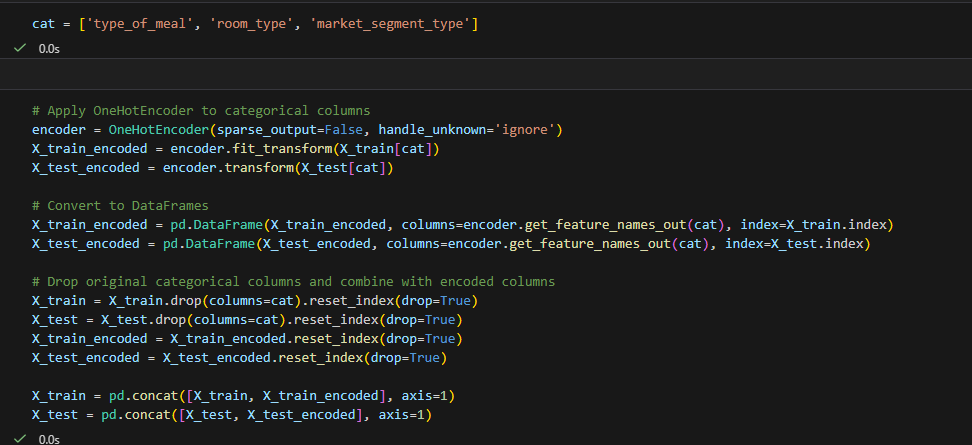 cat = ['type_of_meal', 'room_type', 'market_segment_type']
0.0s
# Apply OneHotEncoder to categorical columns
encoder = OneHotEncoder(sparse_output=False, handle_unknown='ignore')
X_train_encoded = encoder.fit_transform(X_train[cat])
X_test_encoded = encoder.transform(X_test[cat])
# Convert to DataFrames
X_train_encoded = pd.DataFrame(X_train_encoded, columns=encoder.get_feature_names_out(cat), index=X_train.index)
X_test_encoded = pd.DataFrame(X_test_encoded, columns=encoder.get_feature_names_out(cat), index=X_test.index)
# Drop original categorical columns and combine with encoded columns
X_train = X_train.drop(columns=cat).reset_index(drop=True)
X_test = X_test.drop(columns=cat).reset_index(drop=True)
X_train_encoded = X_train_encoded.reset_index(drop=True)
X_test_encoded = X_test_encoded.reset_index(drop=True)
X_train = pd.concat([X_train, X_train_encoded], axis=1)
X_test = pd.concat([X_test, X_test_encoded], axis=1)
0.0s